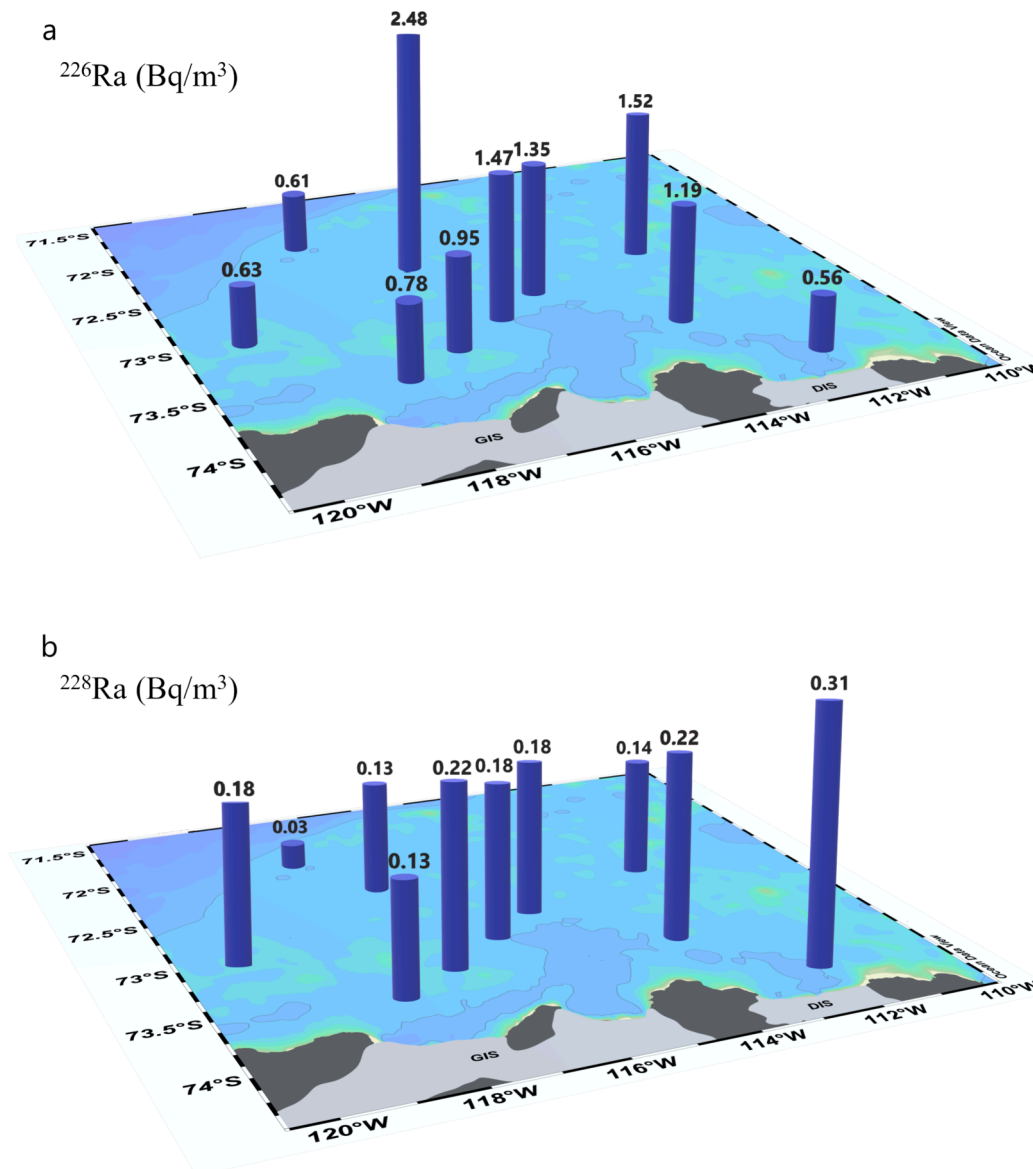 a
2.48
²²⁶Ra (Bq/m³)
1.52
1.47 1.35
0.61
1.19
0.95
0.63
0.78
0.56
71.5°S
72°S
72.5°S
73°S
73.5°S
74°S
GIS
DIS
Ocean Data View
120°W
118°W
116°W
114°W
112°W
110°W
b
²²⁸Ra (Bq/m³)
0.31
0.22
0.18
0.14
0.13
0.22
0.18
0.18
0.03
0.13
71.5°S
72°S
72.5°S
73°S
73.5°S
74°S
GIS
DIS
Ocean Data View
120°W
118°W
116°W
114°W
112°W
110°W